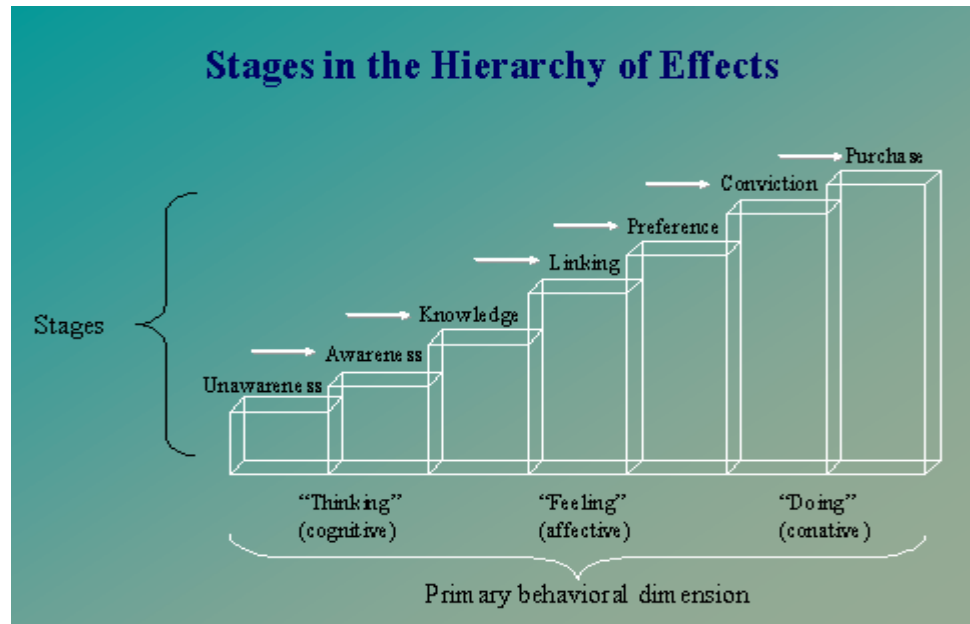 Stages in the Hierarchy of Effects
Purchase
Conviction
Preference
Linking
Knowledge
Awareness
Unawareness
Stages
“Thinking” “Feeling” “Doing”
(cognitive) (affective) (conative)
Primary behavioral dimension